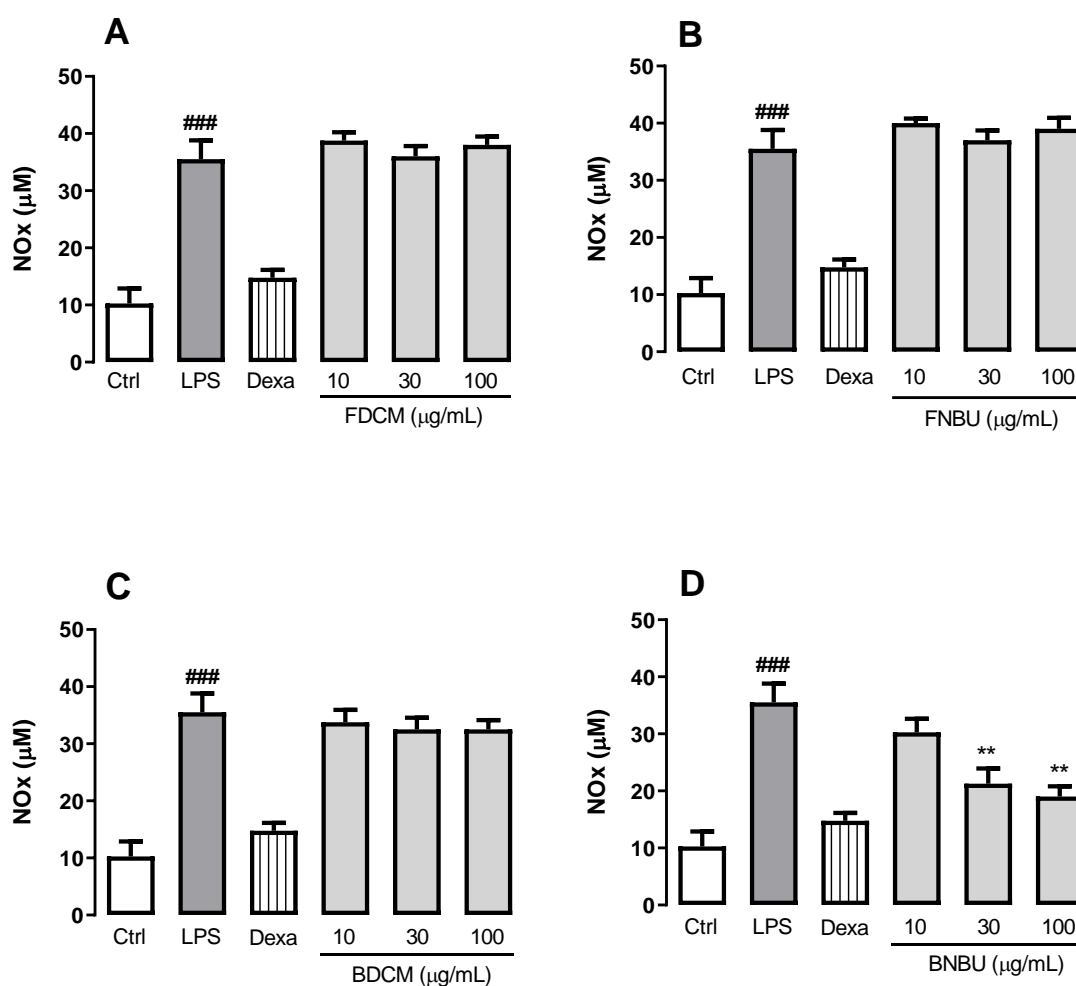 A
NOx (μM)
50
40
30
20
10
0
###
Ctrl LPS Dexa 10 30 100
FDCM (μg/mL)
B
NOx (μM)
50
40
30
20
10
0
###
Ctrl LPS Dexa 10 30 100
FNBU (μg/mL)
C
NOx (μM)
50
40
30
20
10
0
###
Ctrl LPS Dexa 10 30 100
BDCM (μg/mL)
D
NOx (μM)
50
40
30
20
10
0
###
**
**
Ctrl LPS Dexa 10 30 100
BNBU (μg/mL)